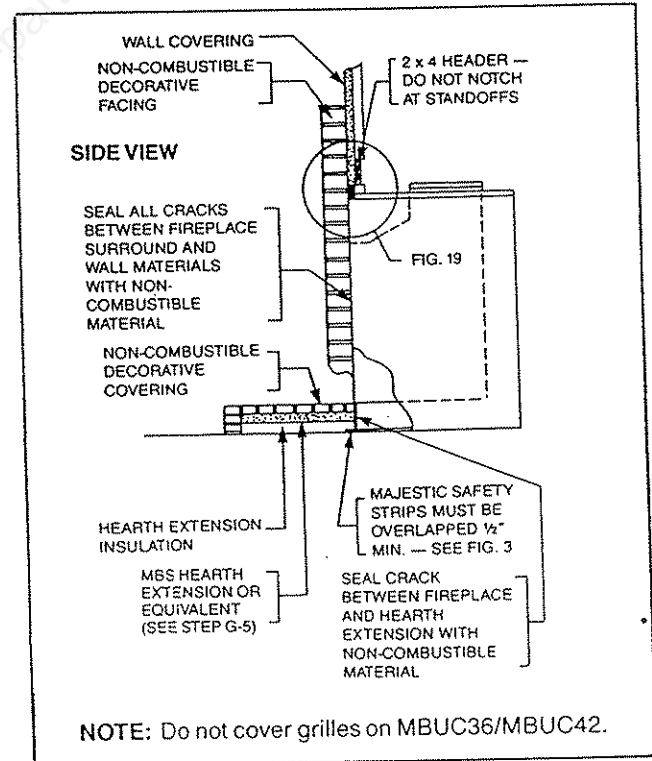 WALL COVERING
NON-COMBUSTIBLE
DECORATIVE
FACING
2 x 4 HEADER —
DO NOT NOTCH
AT STANDOFFS
SIDE VIEW
SEAL ALL CRACKS
BETWEEN FIREPLACE
SURROUND AND
WALL MATERIALS
WITH NON-
COMBUSTIBLE
MATERIAL
FIG. 19
NON-COMBUSTIBLE
DECORATIVE
COVERING
HEARTH EXTENSION
INSULATION
MBS HEARTH
EXTENSION OR
EQUIVALENT
(SEE STEP G-5)
MAJESTIC SAFETY
STRIPS MUST BE
OVERLAPPED ½"
MIN. — SEE FIG. 3
SEAL CRACK
BETWEEN FIREPLACE
AND HEARTH
EXTENSION WITH
NON-COMBUSTIBLE
MATERIAL
NOTE: Do not cover grilles on MBUC36/MBUC42.